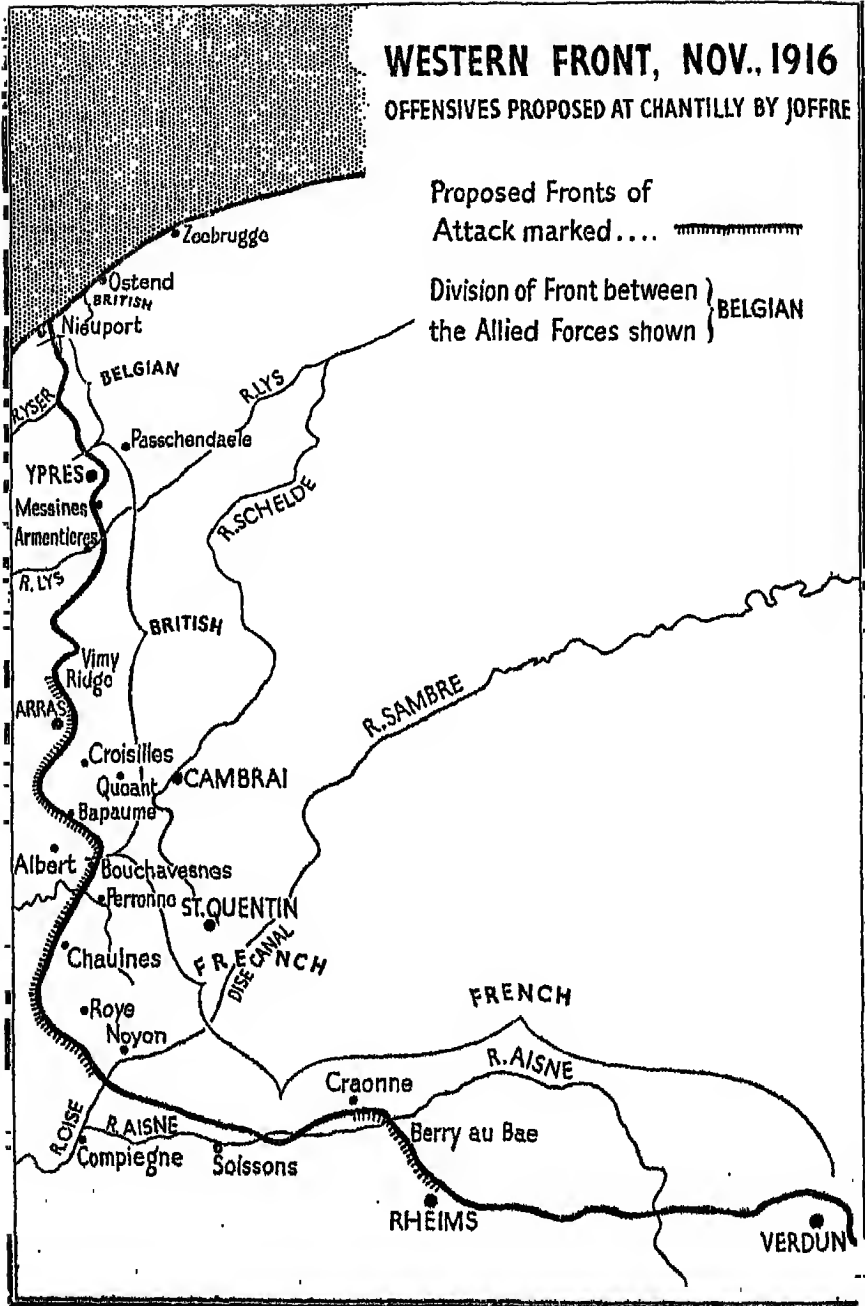 WESTERN FRONT, NOV., 1916
OFFENSIVES PROPOSED AT CHANTILLY BY JOFFRE
Proposed Fronts of
Attack marked....
Division of Front between
the Allied Forces shown
BELGIAN
Zeebrugge
Ostend
BRITISH
Nieuport
BELGIAN
R.YSER
R.LYS
Passchendaele
YPRES
Messines
Armentieres
R.SCHELDE
R.LYS
BRITISH
Vimy
Ridge
ARRAS
R.SAMBRE
Croisilles
Queant
CAMBRAI
Bapaume
Albert
Bouchavesnes
Perronne
ST.QUENTIN
Chaulnes
FRENCH
OISE CANAL
Roye
Noyon
FRENCH
R.AISNE
Craonne
R.OISE
R.AISNE
Berry au Bae
Compiegne
Soissons
RHEIMS
VERDUN